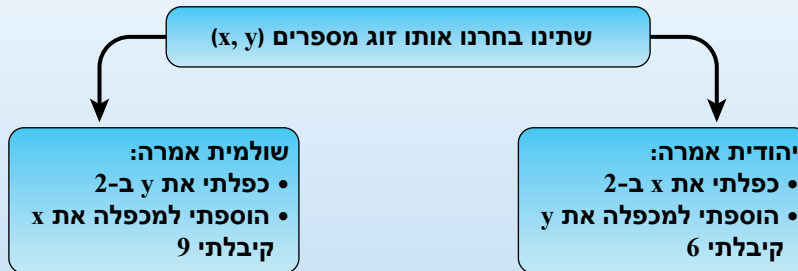 שתינו בחרנו אותו זוג מספרים (x, y)
יהודית אמרה:
• כפלתי את x ב-2
• הוספתי למכפלה את y
קיבלתי 6
שולמית אמרה:
• כפלתי את y ב-2
• הוספתי למכפלה את x
קיבלתי 9